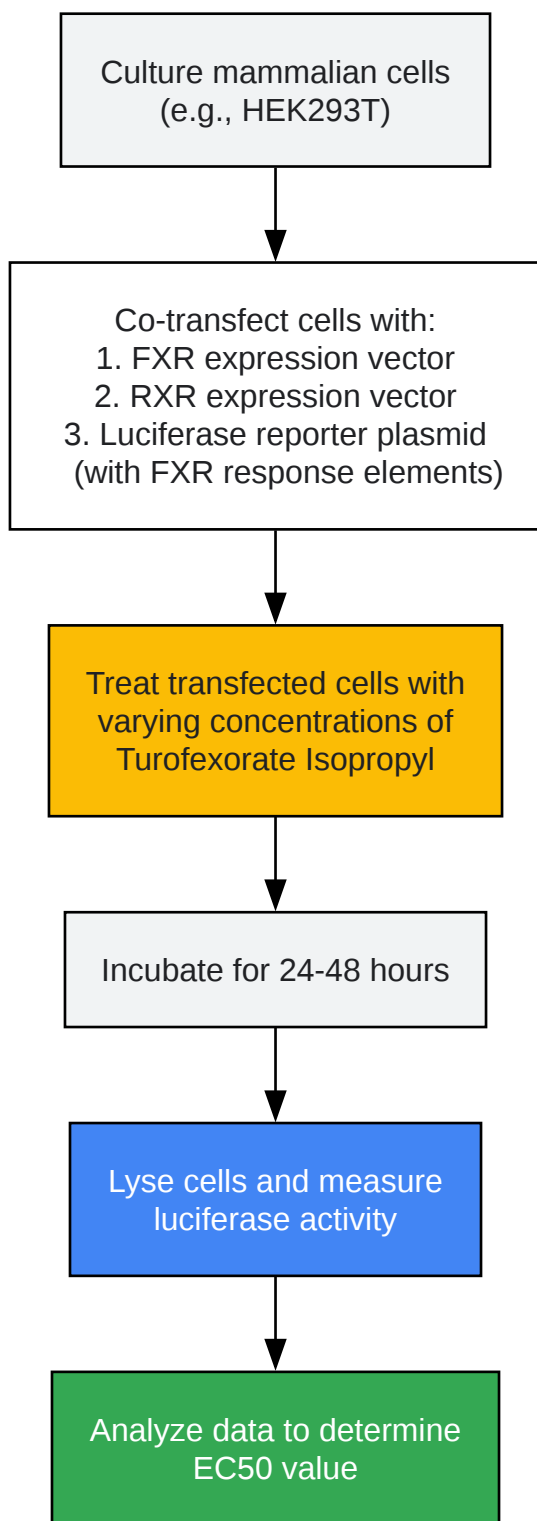 Culture mammalian cells
(e.g., HEK293T)
Co-transfect cells with:
1. FXR expression vector
2. RXR expression vector
3. Luciferase reporter plasmid
(with FXR response elements)
Treat transfected cells with
varying concentrations of
Turofexorate Isopropyl
Incubate for 24-48 hours
Lyse cells and measure
luciferase activity
Analyze data to determine
EC50 value